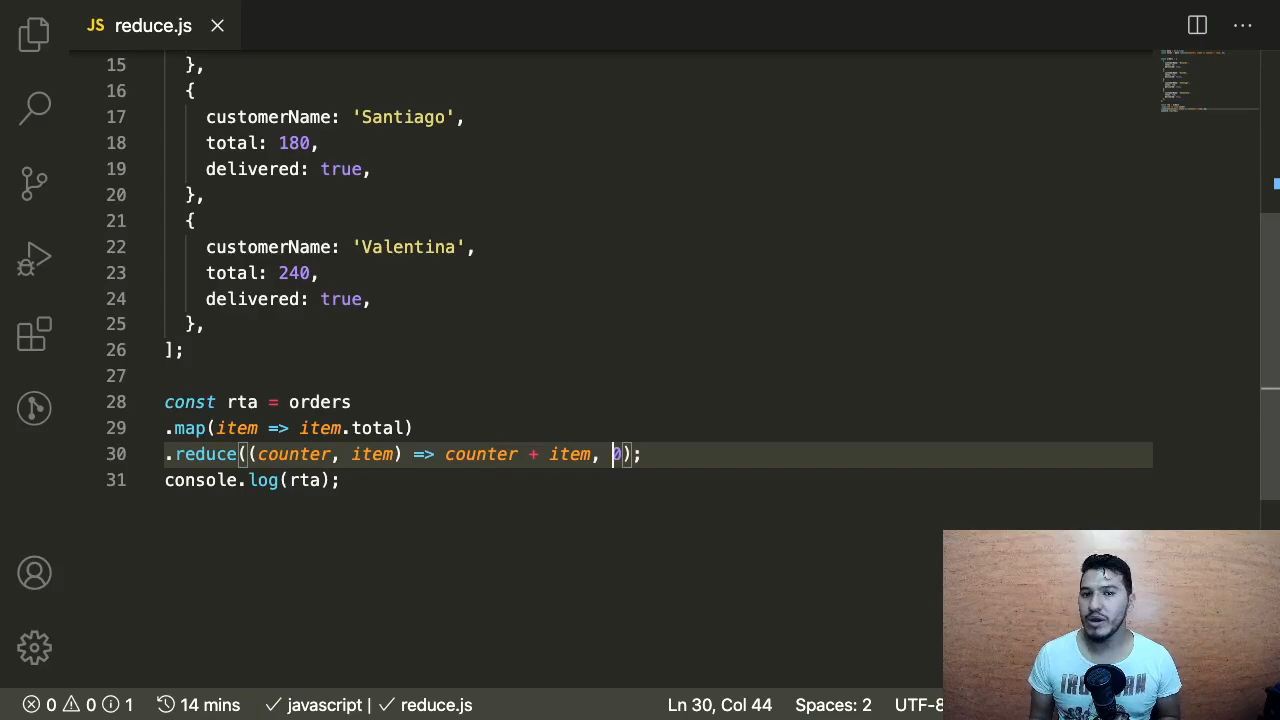 JS reduce.js
15 },
16 {
17 customerName: 'Santiago',
18 total: 180,
19 delivered: true,
20 },
21 {
22 customerName: 'Valentina',
23 total: 240,
24 delivered: true,
25 },
26 ];
27
28 const rta = orders
29 .map(item => item.total)
30 .reduce((counter, item) => counter + item, 0);
31 console.log(rta);
0 0 1 14 mins javascript | reduce.js Ln 30, Col 44 Spaces: 2 UTF-8